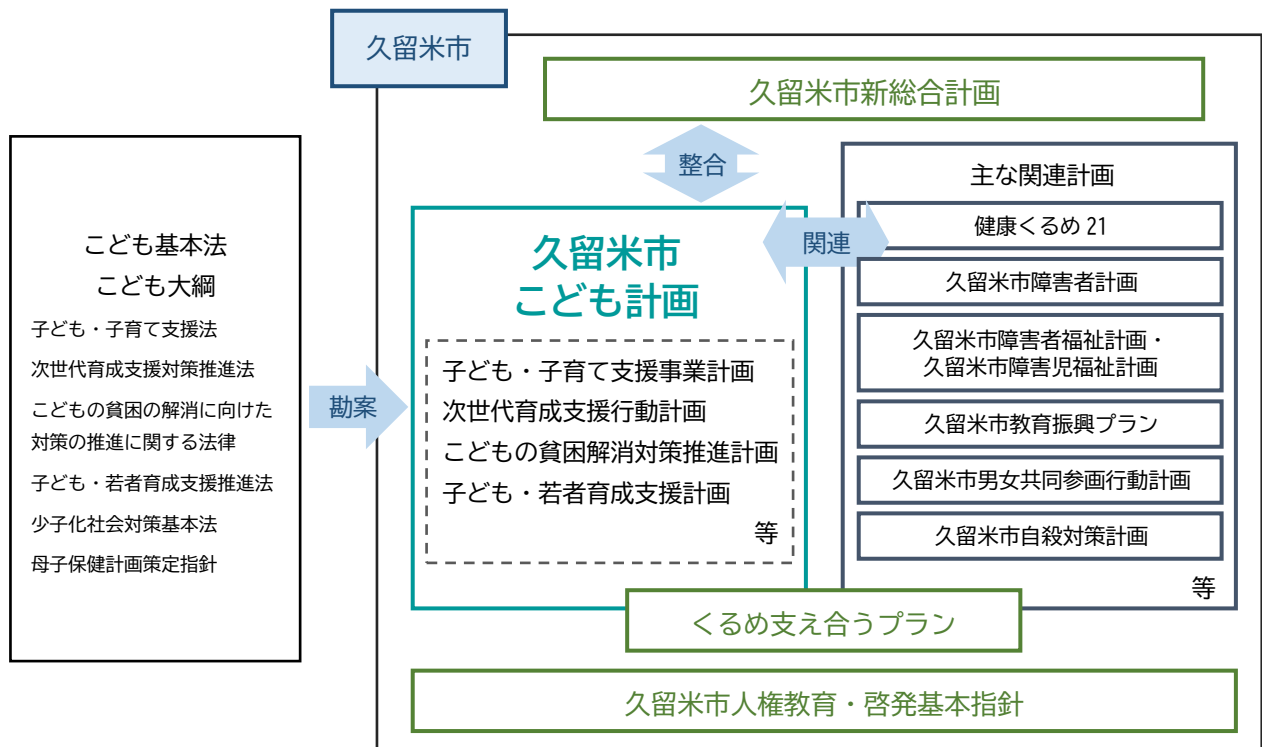 久留米市
久留米市新総合計画
整合
こども基本法
こども大綱
子ども・子育て支援法
次世代育成支援対策推進法
こどもの貧困の解消に向けた
対策の推進に関する法律
子ども・若者育成支援推進法
少子化社会対策基本法
母子保健計画策定指針
勘案
久留米市
こども計画
子ども・子育て支援事業計画
次世代育成支援行動計画
こどもの貧困解消対策推進計画
子ども・若者育成支援計画
等
関連
主な関連計画
健康くるめ 21
久留米市障害者計画
久留米市障害者福祉計画・
久留米市障害児福祉計画
久留米市教育振興プラン
久留米市男女共同参画行動計画
久留米市自殺対策計画
等
くるめ支え合うプラン
久留米市人権教育・啓発基本指針